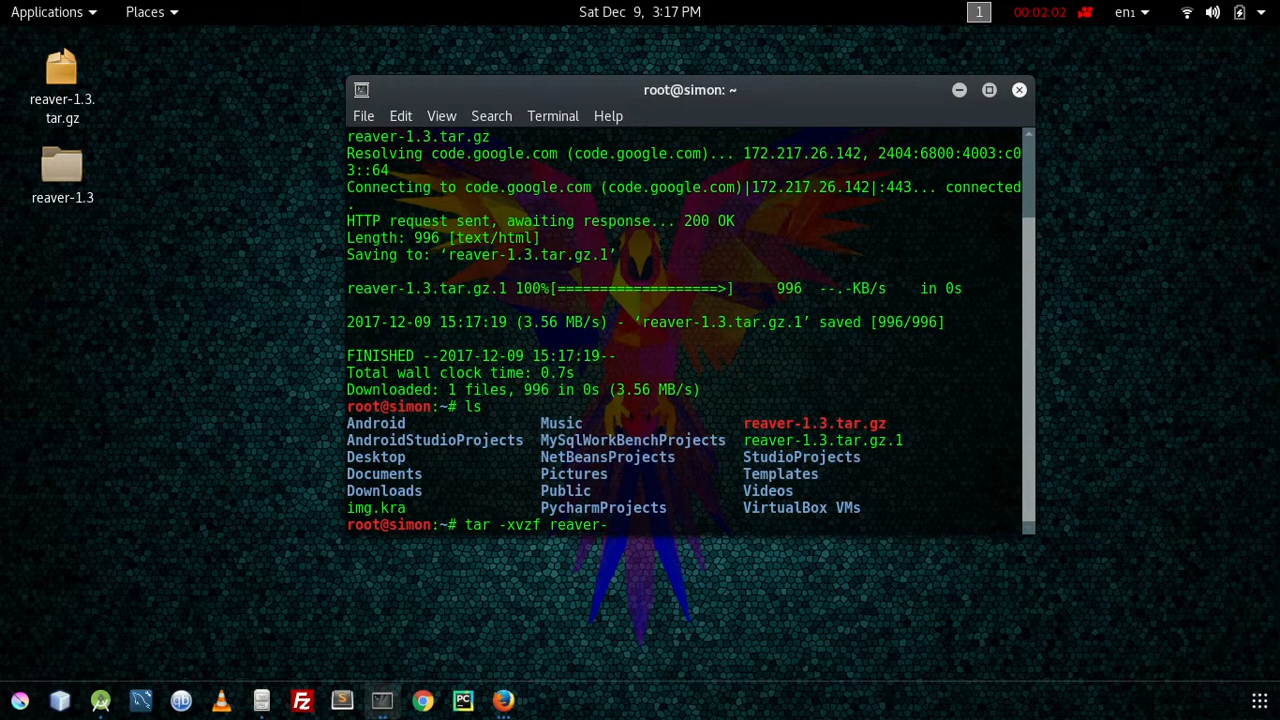 Applications Places Sat Dec 9, 3:17 PM 1 00:02:02 en₁
reaver-1.3.
tar.gz
reaver-1.3
root@simon: ~
File Edit View Search Terminal Help
reaver-1.3.tar.gz
Resolving code.google.com (code.google.com)... 172.217.26.142, 2404:6800:4003:c0
3::64
Connecting to code.google.com (code.google.com)|172.217.26.142|:443... connected
.
HTTP request sent, awaiting response... 200 OK
Length: 996 [text/html]
Saving to: ‘reaver-1.3.tar.gz.1’
reaver-1.3.tar.gz.1 100%[===================>] 996 --.-KB/s in 0s
2017-12-09 15:17:19 (3.56 MB/s) - ‘reaver-1.3.tar.gz.1’ saved [996/996]
FINISHED --2017-12-09 15:17:19--
Total wall clock time: 0.7s
Downloaded: 1 files, 996 in 0s (3.56 MB/s)
root@simon:~# ls
Android Music reaver-1.3.tar.gz
AndroidStudioProjects MySqlWorkBenchProjects reaver-1.3.tar.gz.1
Desktop NetBeansProjects StudioProjects
Documents Pictures Templates
Downloads Public Videos
img.kra PycharmProjects VirtualBox VMs
root@simon:~# tar -xvzf reaver-
Fz S PC